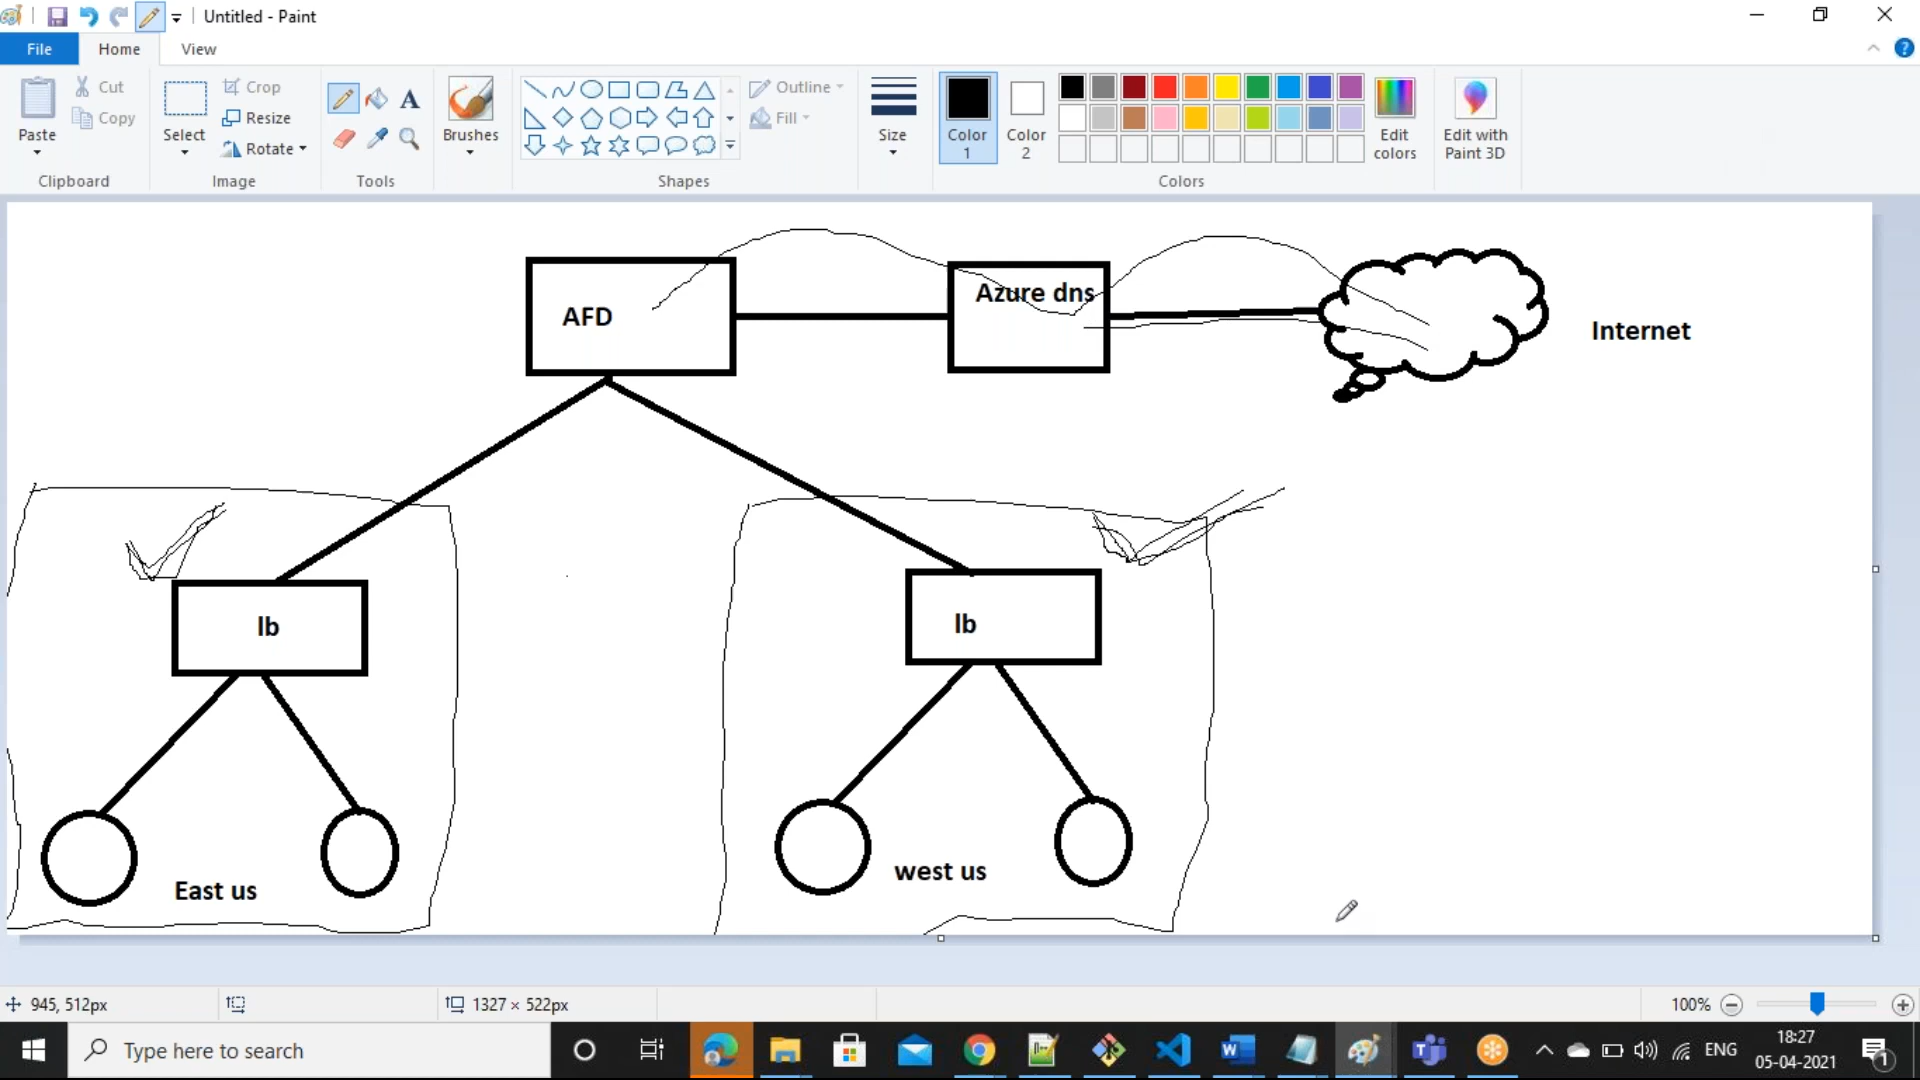 Untitled - Paint
File Home View
Paste
Cut
Copy
Clipboard
Select
Crop
Resize
Rotate
Image
A
Tools
Brushes
Shapes
Outline
Fill
Size
Color 1
Color 2
Edit colors
Colors
Edit with Paint 3D
AFD
Azure dns
Internet
lb
lb
East us
west us
945, 512px
1327 × 522px
100%
Type here to search
ENG
18:27
05-04-2021
1